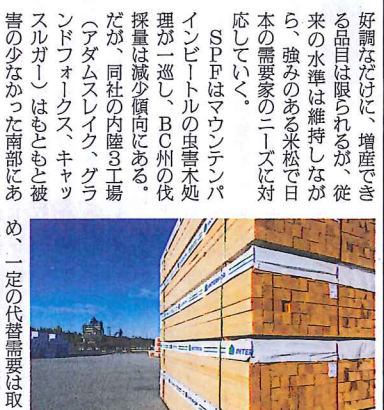 好調なだけに、増産でき
る品目は限られるが、従
来の水準は維持しなが
ら、強みのある米松で日
本の需要家のニーズに対
応していく。
　ＳＰＦはマウンテンパ
インビートルの虫害木処
理が一巡し、ＢＣ州の伐
採量は減少傾向にある。
だが、同社の内陸３工場
（アダムスレイク、グラ
ンドフォークス、キャッ
スルガー）はもともと被
害の少なかった南部にあ
め、一定の代替需要は取
INTER